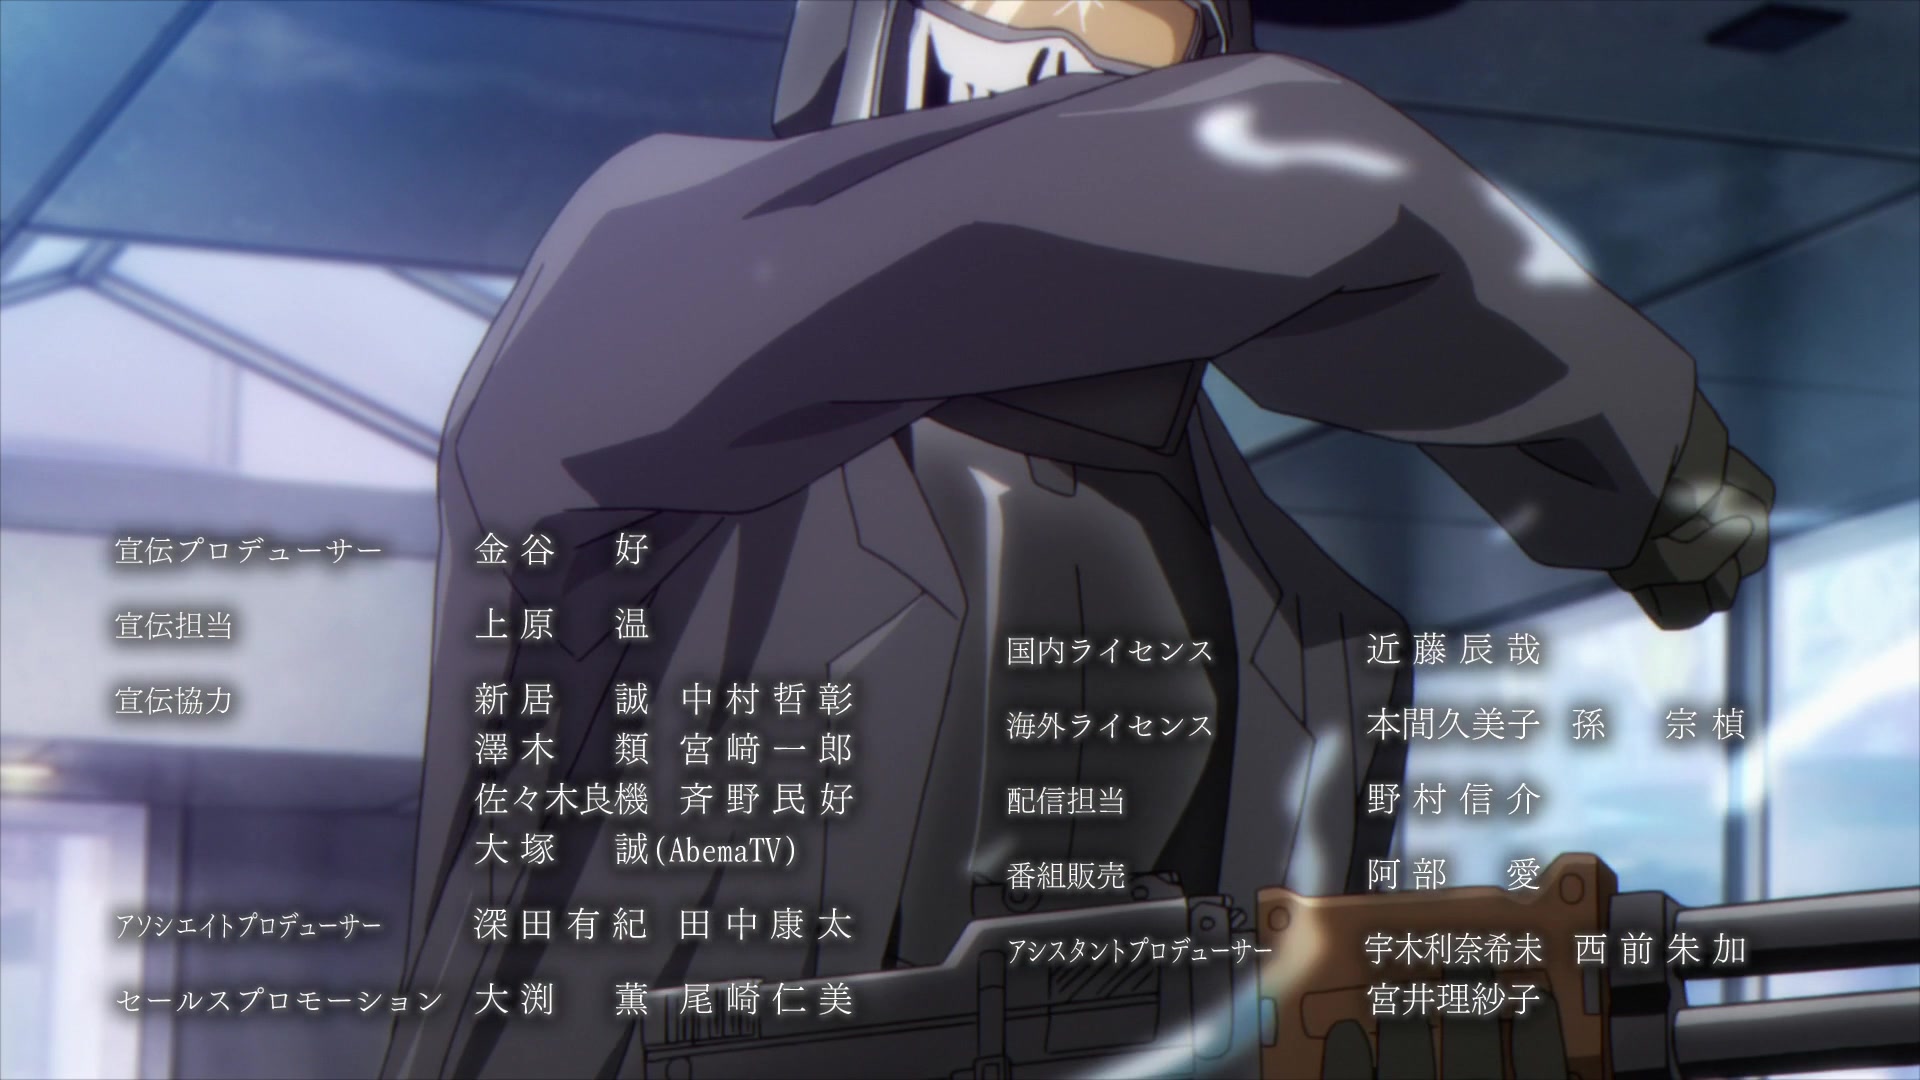 宣伝プロデューサー 金谷 好
宣伝担当 上原 温
宣伝協力 新居 誠 中村哲彰
澤木 類 宮﨑一郎
佐々木良機 斉野民好
大塚 誠(AbemaTV)
アソシエイトプロデューサー 深田有紀 田中康太
セールスプロモーション 大渕 薫 尾崎仁美
国内ライセンス 近藤辰哉
海外ライセンス 本間久美子 孫 宗楨
配信担当 野村信介
番組販売 阿部 愛
アシスタントプロデューサー 宇木利奈希未 西前朱加
宮井理紗子